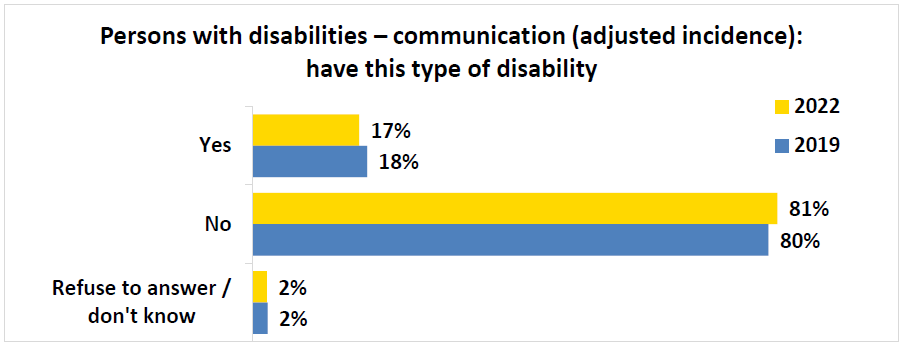 Persons with disabilities – communication (adjusted incidence):
have this type of disability
2022
2019
Yes
17%
18%
No
81%
80%
Refuse to answer /
don't know
2%
2%